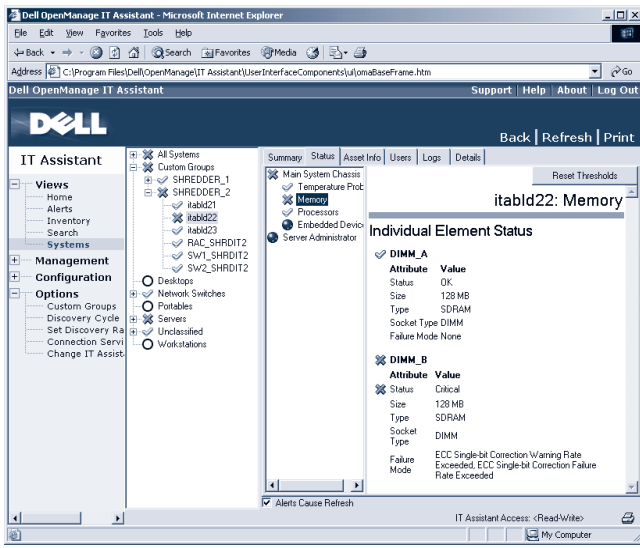 Dell OpenManage IT Assistant - Microsoft Internet Explorer
File Edit View Favorites Tools Help
Back Search Favorites Media
Address C:\Program Files\Dell\OpenManage\IT Assistant\UserInterfaceComponents\ui\omaBaseFrame.htm Go
Dell OpenManage IT Assistant Support Help About Log Out
DELL
Back Refresh Print
IT Assistant
Views
Home
Alerts
Inventory
Search
Systems
Management
Configuration
Options
Custom Groups
Discovery Cycle
Set Discovery Ra
Connection Servi
Change IT Assist
All Systems
Custom Groups
SHREDDER_1
SHREDDER_2
itabld21
itabld22
itabld23
RAC_SHRDIT2
SW1_SHRDIT2
SW2_SHRDIT2
Desktops
Network Switches
Portables
Servers
Unclassified
Workstations
Summary Status Asset Info Users Logs Details
Main System Chassis
Temperature Prob
Memory
Processors
Embedded Device
Server Administrator
Reset Thresholds
itabld22: Memory
Individual Element Status
DIMM_A
Attribute Value
Status OK
Size 128 MB
Type SDRAM
Socket Type DIMM
Failure Mode None
DIMM_B
Attribute Value
Status Critical
Size 128 MB
Type SDRAM
Socket Type DIMM
Failure Mode ECC Single-bit Correction Warning Rate
Exceeded, ECC Single-bit Correction Failure
Rate Exceeded
Alerts Cause Refresh
IT Assistant Access: <Read-Write>
My Computer